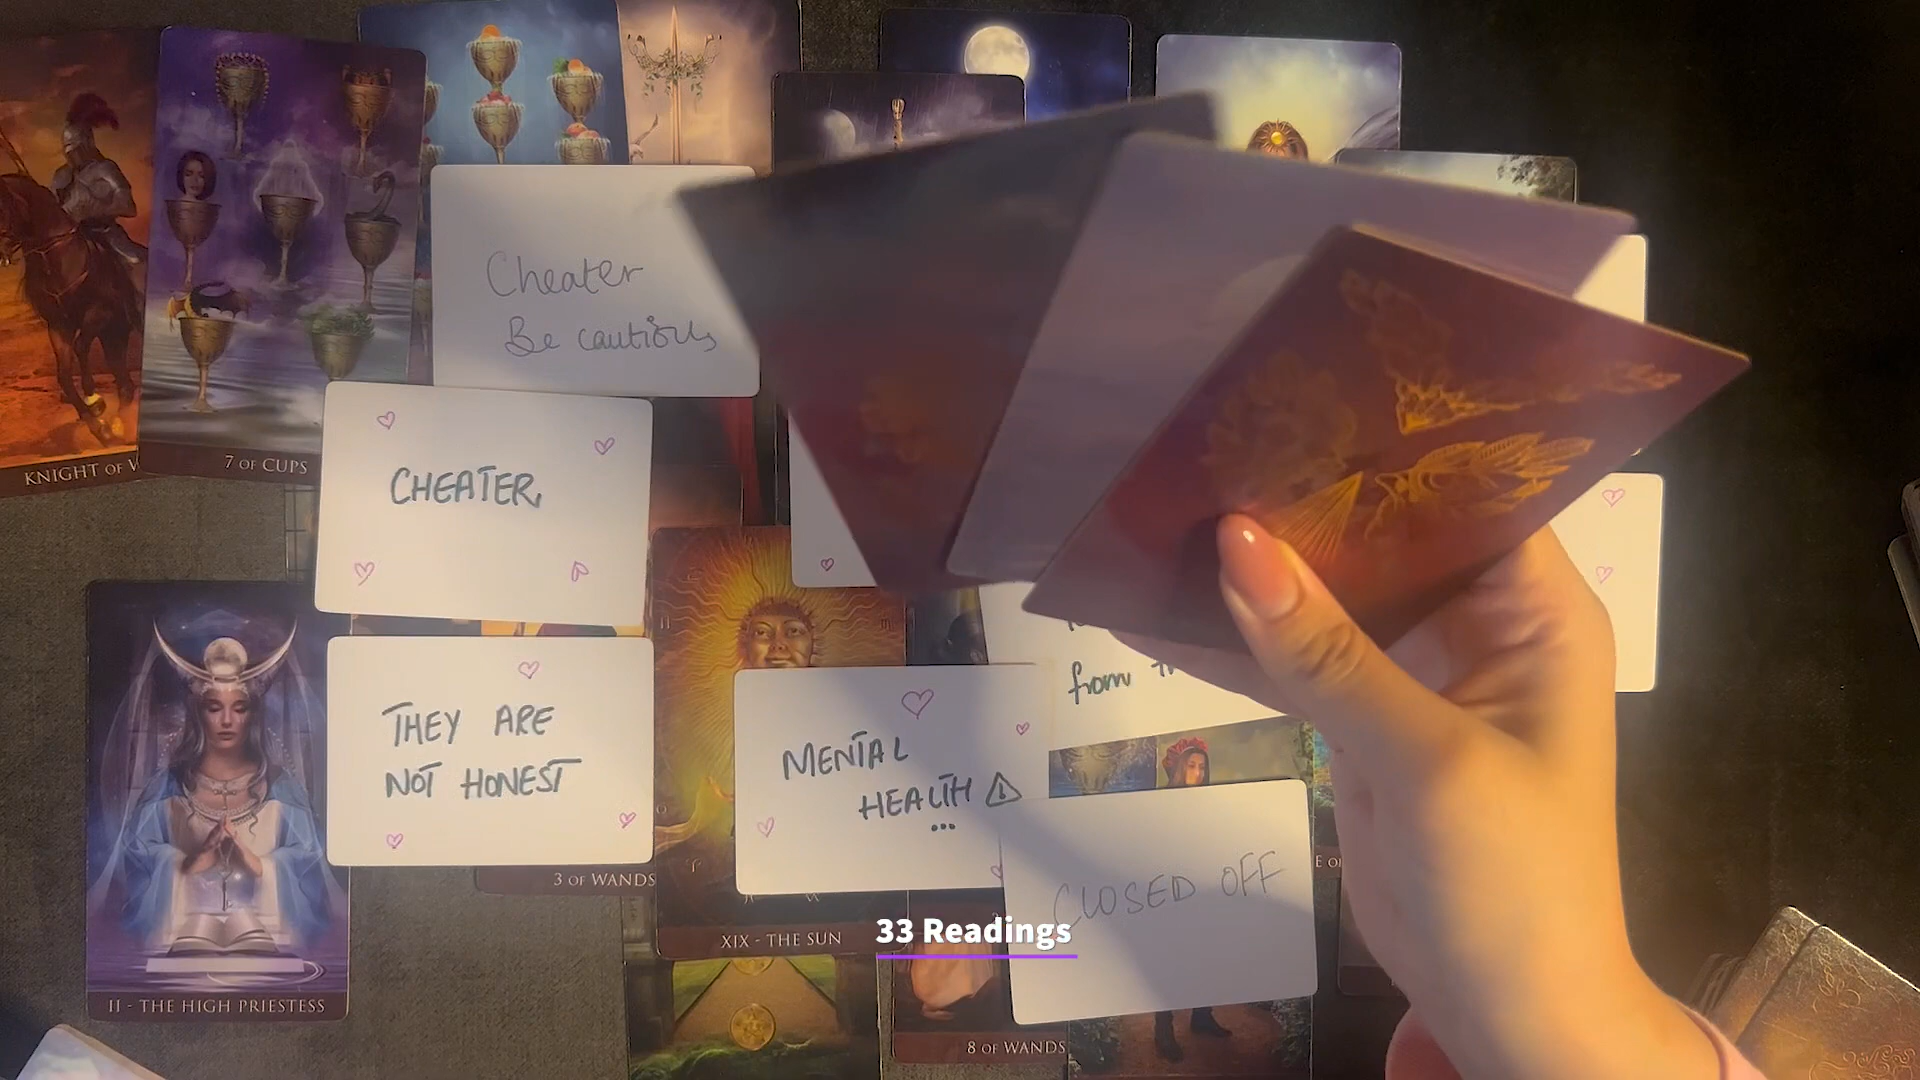 KNIGHT OF
7 OF CUPS
Cheater
Be cautious
CHEATER
THEY ARE
NOT HONEST
from
MENTAL
HEALTH
...
CLOSED OFF
3 OF WANDS
XIX - THE SUN
33 Readings
II - THE HIGH PRIESTESS
8 OF WANDS